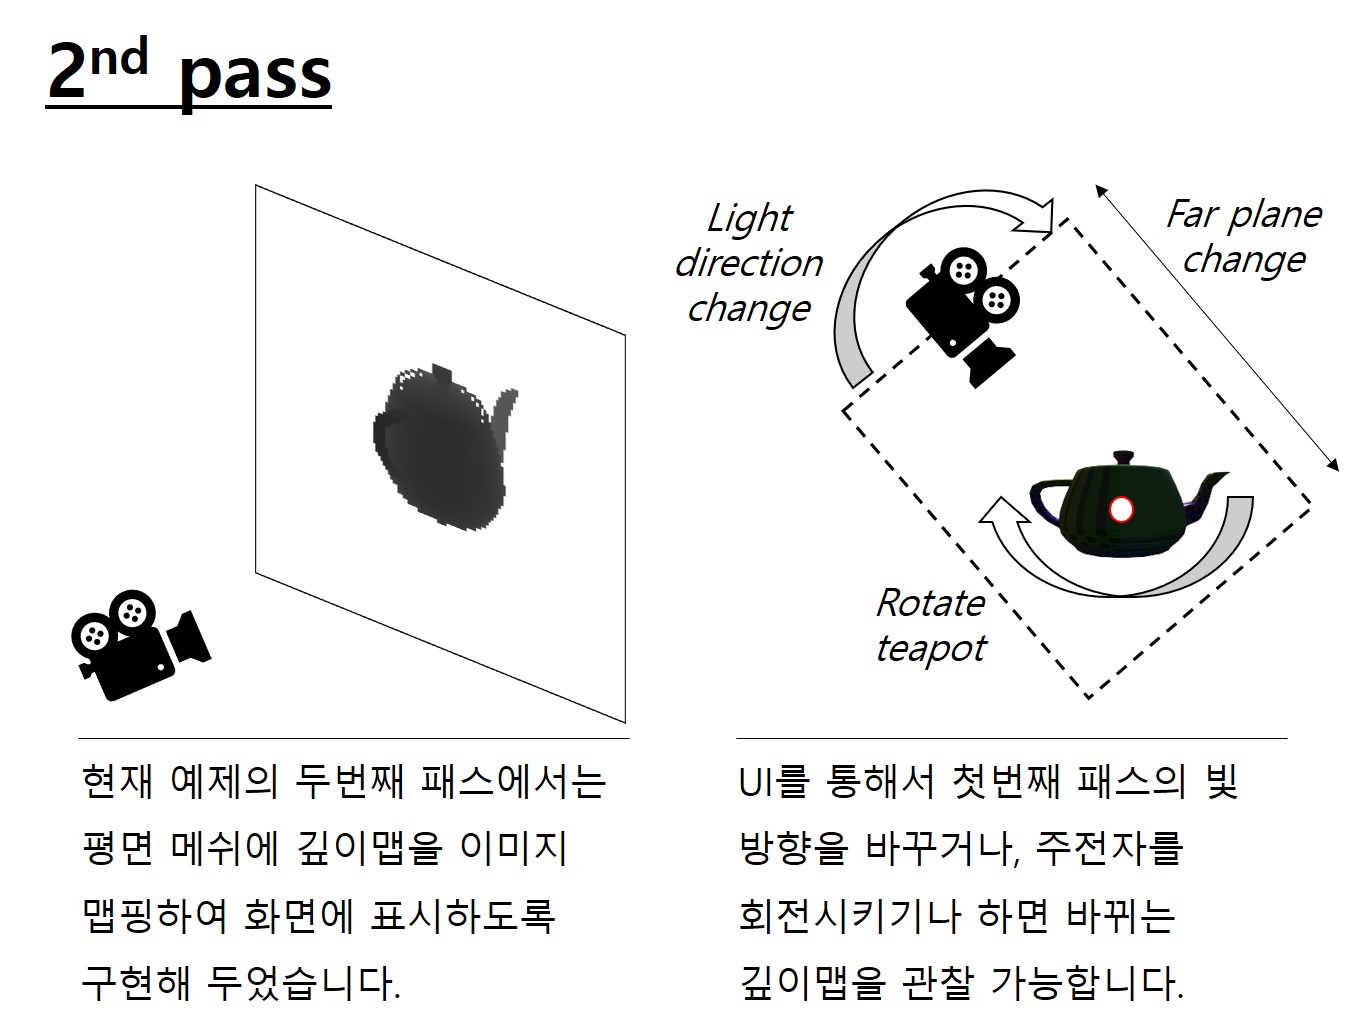 2nd pass
Light
direction
change
Far plane
change
Rotate
teapot
현재 예제의 두번째 패스에서는
평면 메쉬에 깊이맵을 이미지
맵핑하여 화면에 표시하도록
구현해 두었습니다.
UI를 통해서 첫번째 패스의 빛
방향을 바꾸거나, 주전자를
회전시키기나 하면 바뀌는
깊이맵을 관찰 가능합니다.